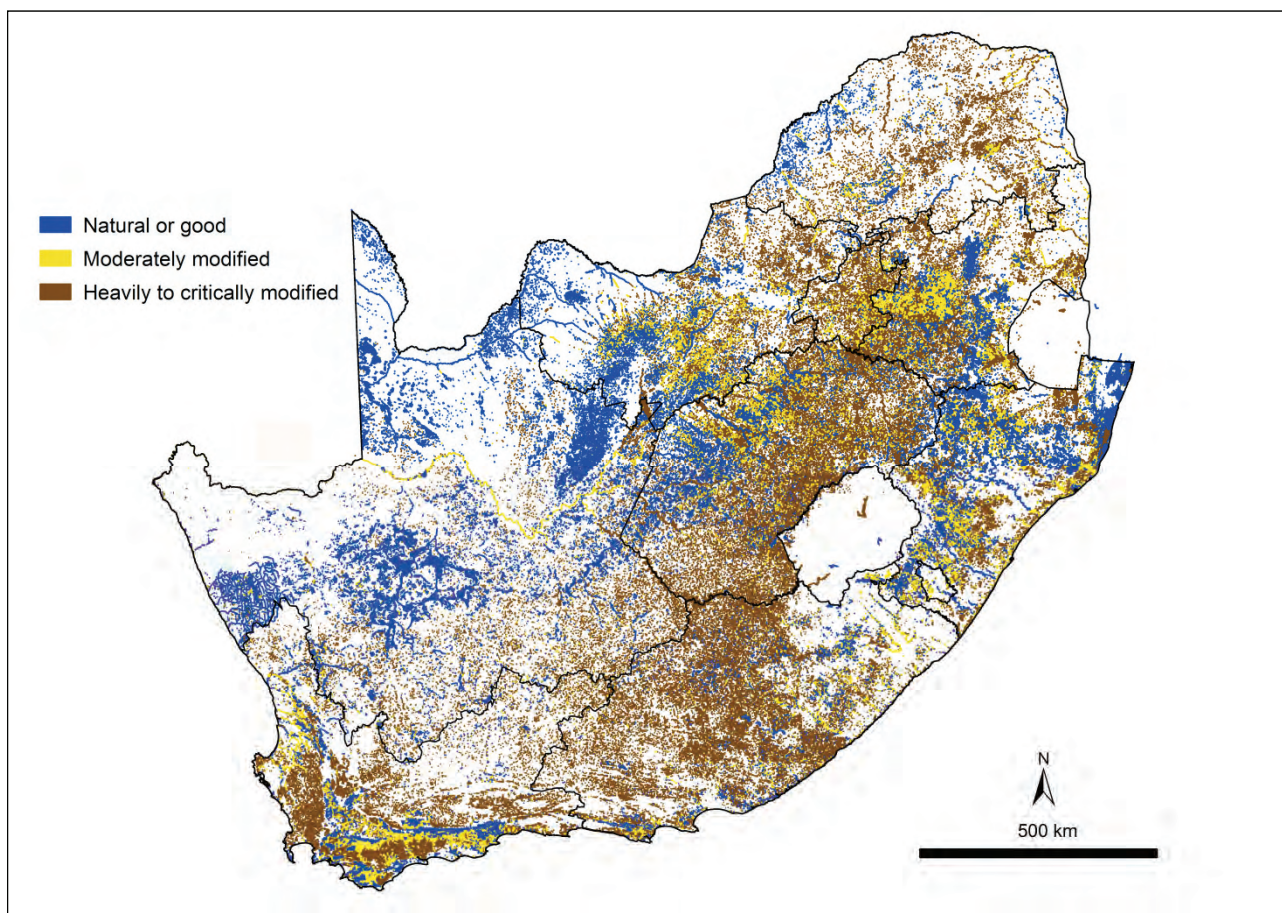 Natural or good
Moderately modified
Heavily to critically modified
N
500 km